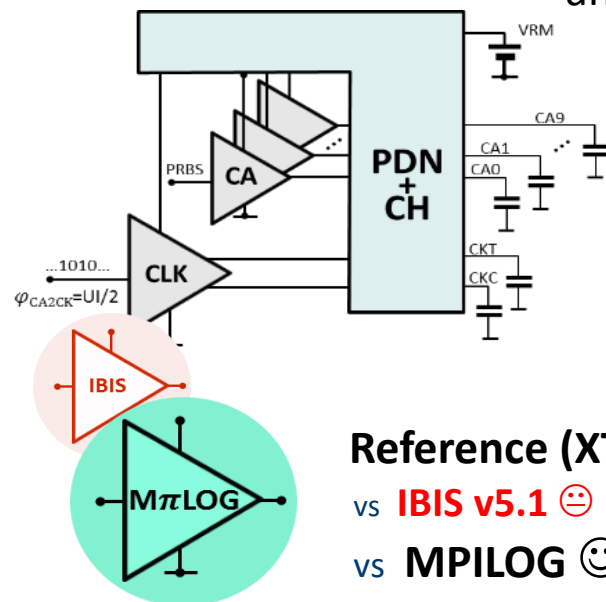 VRM
CA9
PRBS
CA
...
PDN
+
CH
...
CA1
CA0
...1010...
CLK
CKT
CKC
φCA2CK=UI/2
IBIS
MπLOG
Reference (XT
vs IBIS v5.1 😐
vs MPILOG ☺